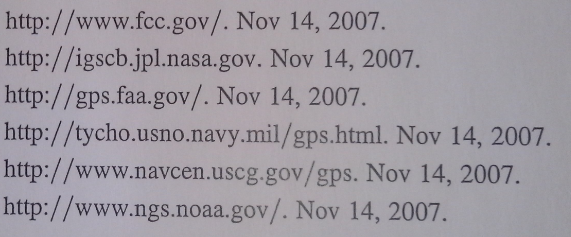 http://www.fcc.gov/. Nov 14, 2007.
http://igscb.jpl.nasa.gov. Nov 14, 2007.
http://gps.faa.gov/. Nov 14, 2007.
http://tycho.usno.navy.mil/gps.html. Nov 14, 2007.
http://www.navcen.uscg.gov/gps. Nov 14, 2007.
http://www.ngs.noaa.gov/. Nov 14, 2007.